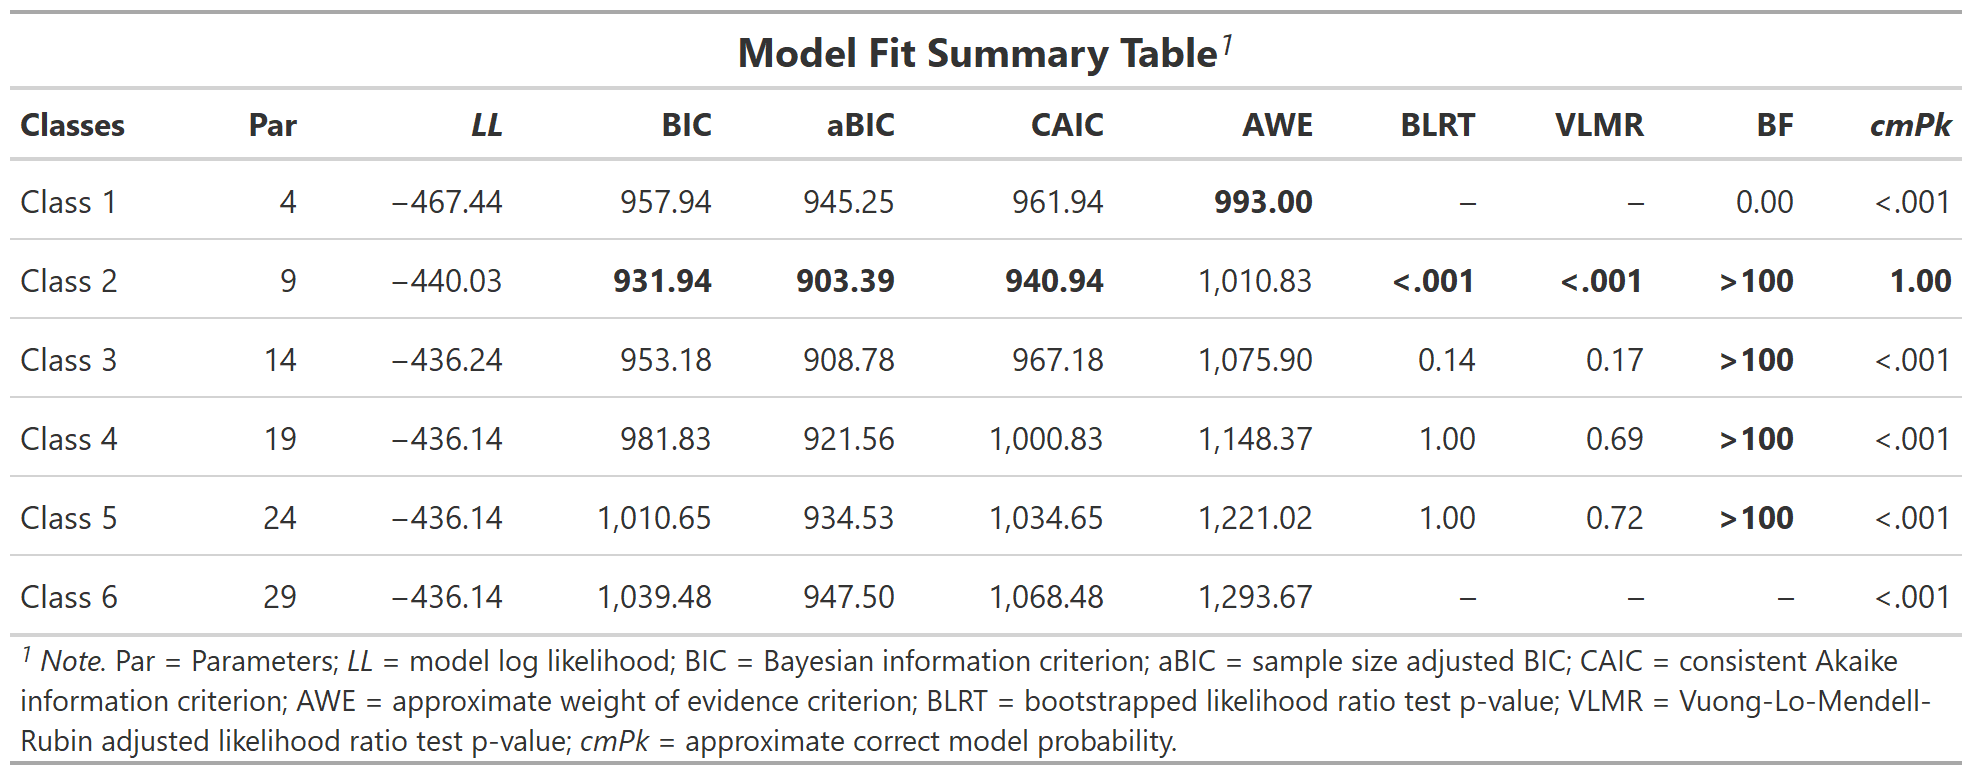 Model Fit Summary Table1
Classes Par LL BIC aBIC CAIC AWE BLRT VLMR BF cmPk
Class 1 4 −467.44 957.94 945.25 961.94 993.00 – – 0.00 <.001
Class 2 9 −440.03 931.94 903.39 940.94 1,010.83 <.001 <.001 >100 1.00
Class 3 14 −436.24 953.18 908.78 967.18 1,075.90 0.14 0.17 >100 <.001
Class 4 19 −436.14 981.83 921.56 1,000.83 1,148.37 1.00 0.69 >100 <.001
Class 5 24 −436.14 1,010.65 934.53 1,034.65 1,221.02 1.00 0.72 >100 <.001
Class 6 29 −436.14 1,039.48 947.50 1,068.48 1,293.67 – – – <.001
1 Note. Par = Parameters; LL = model log likelihood; BIC = Bayesian information criterion; aBIC = sample size adjusted BIC; CAIC = consistent Akaike
information criterion; AWE = approximate weight of evidence criterion; BLRT = bootstrapped likelihood ratio test p-value; VLMR = Vuong-Lo-Mendell-
Rubin adjusted likelihood ratio test p-value; cmPk = approximate correct model probability.